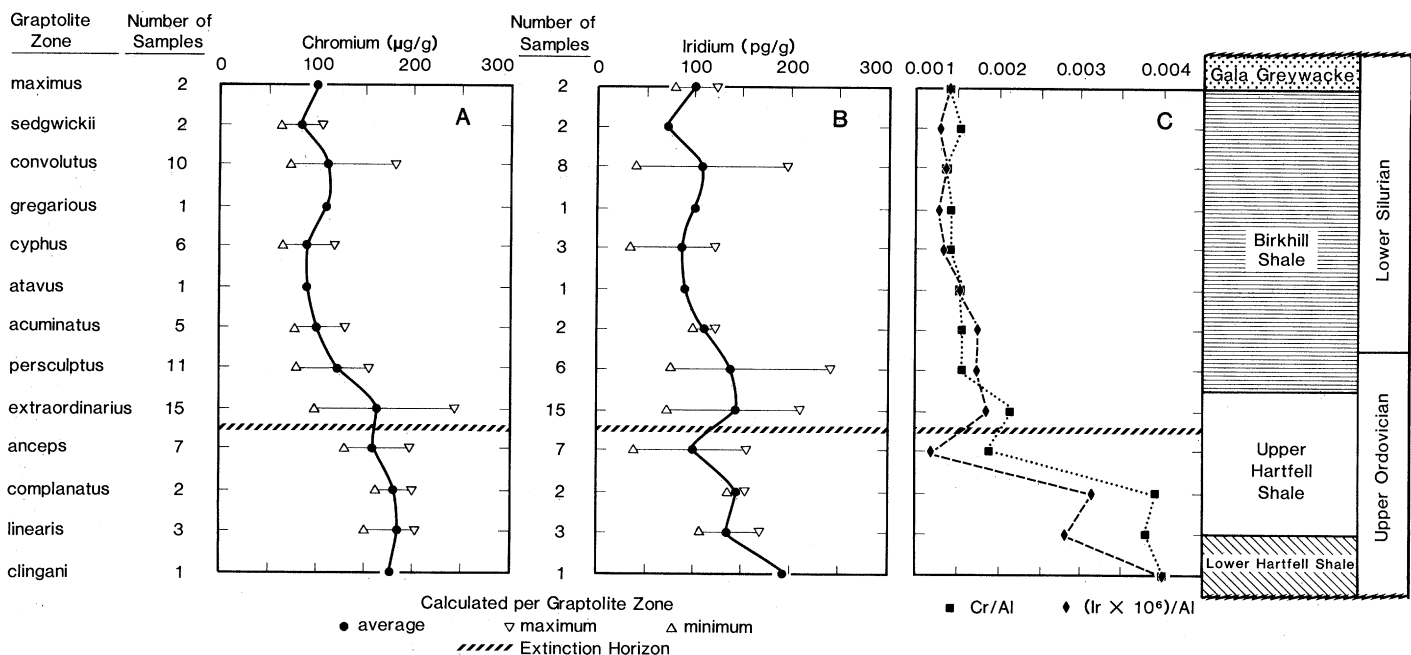 Graptolite Zone
Number of Samples
Chromium (µg/g)
Number of Samples
Iridium (pg/g)
0 100 200 300
0 100 200 300
0.001 0.002 0.003 0.004
A
B
C
maximus 2 2
sedgwickii 2 2
convolutus 10 8
gregarious 1 1
cyphus 6 3
atavus 1 1
acuminatus 5 2
persculptus 11 6
extraordinarius 15 15
anceps 7 7
complanatus 2 2
linearis 3 3
clingani 1 1
Gala Greywacke
Birkhill
Shale
Upper
Hartfell
Shale
Lower Hartfell Shale
Lower Silurian
Upper Ordovician
Calculated per Graptolite Zone
average maximum minimum
Extinction Horizon
Cr/Al (Ir × 10⁶)/Al